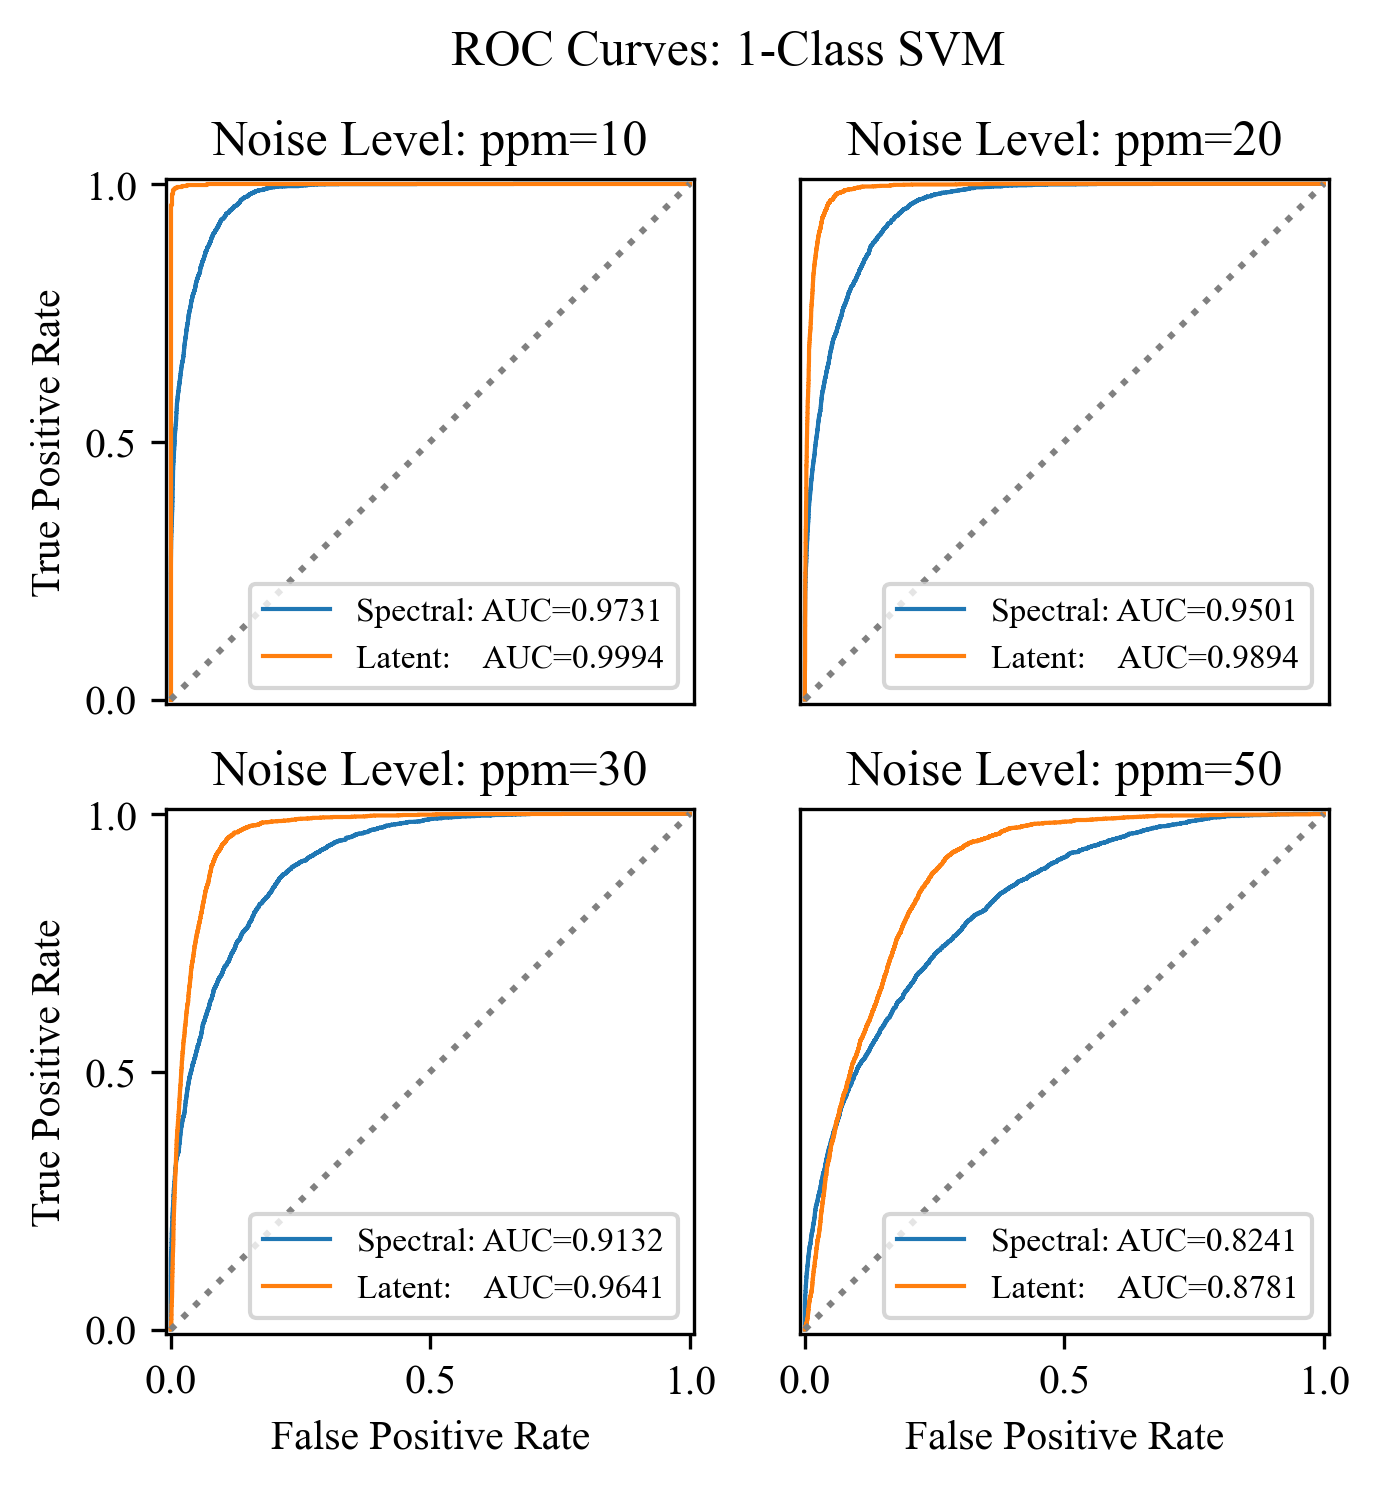 ROC Curves: 1-Class SVM
Noise Level: ppm=10
Noise Level: ppm=20
1.0
0.5
0.0
True Positive Rate
Spectral: AUC=0.9731
Latent: AUC=0.9994
Spectral: AUC=0.9501
Latent: AUC=0.9894
Noise Level: ppm=30
Noise Level: ppm=50
1.0
0.5
0.0
True Positive Rate
Spectral: AUC=0.9132
Latent: AUC=0.9641
Spectral: AUC=0.8241
Latent: AUC=0.8781
0.0 0.5 1.0
0.0 0.5 1.0
False Positive Rate
False Positive Rate